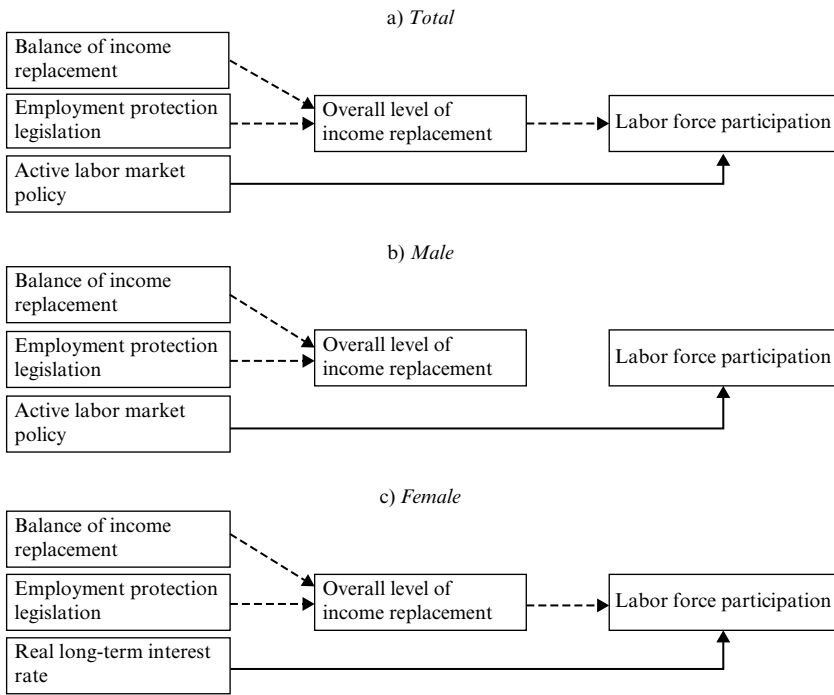 a) Total
Balance of income
replacement
Employment protection
legislation
Overall level of
income replacement
Labor force participation
Active labor market
policy
b) Male
Balance of income
replacement
Employment protection
legislation
Overall level of
income replacement
Labor force participation
Active labor market
policy
c) Female
Balance of income
replacement
Employment protection
legislation
Overall level of
income replacement
Labor force participation
Real long-term interest
rate